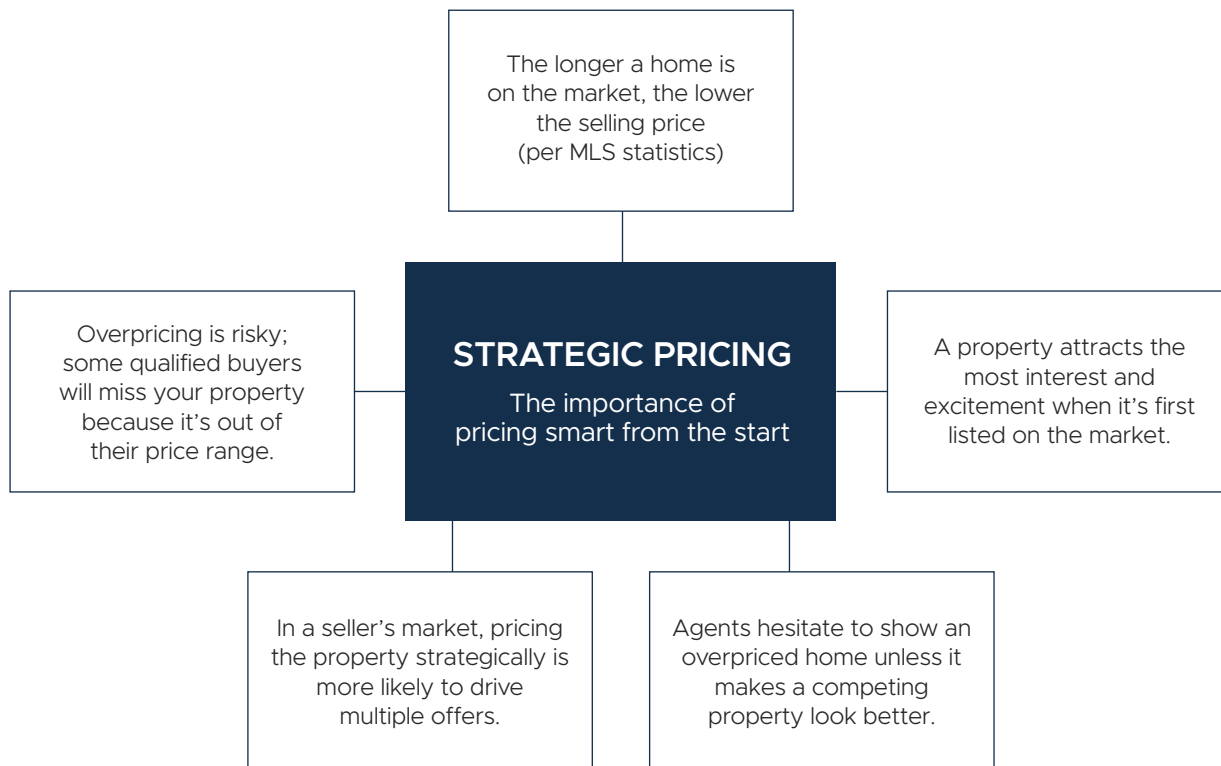 The longer a home is
on the market, the lower
the selling price
(per MLS statistics)
Overpricing is risky;
some qualified buyers
will miss your property
because it’s out of
their price range.
STRATEGIC PRICING
The importance of
pricing smart from the start
A property attracts the
most interest and
excitement when it’s first
listed on the market.
In a seller’s market, pricing
the property strategically is
more likely to drive
multiple offers.
Agents hesitate to show an
overpriced home unless it
makes a competing
property look better.